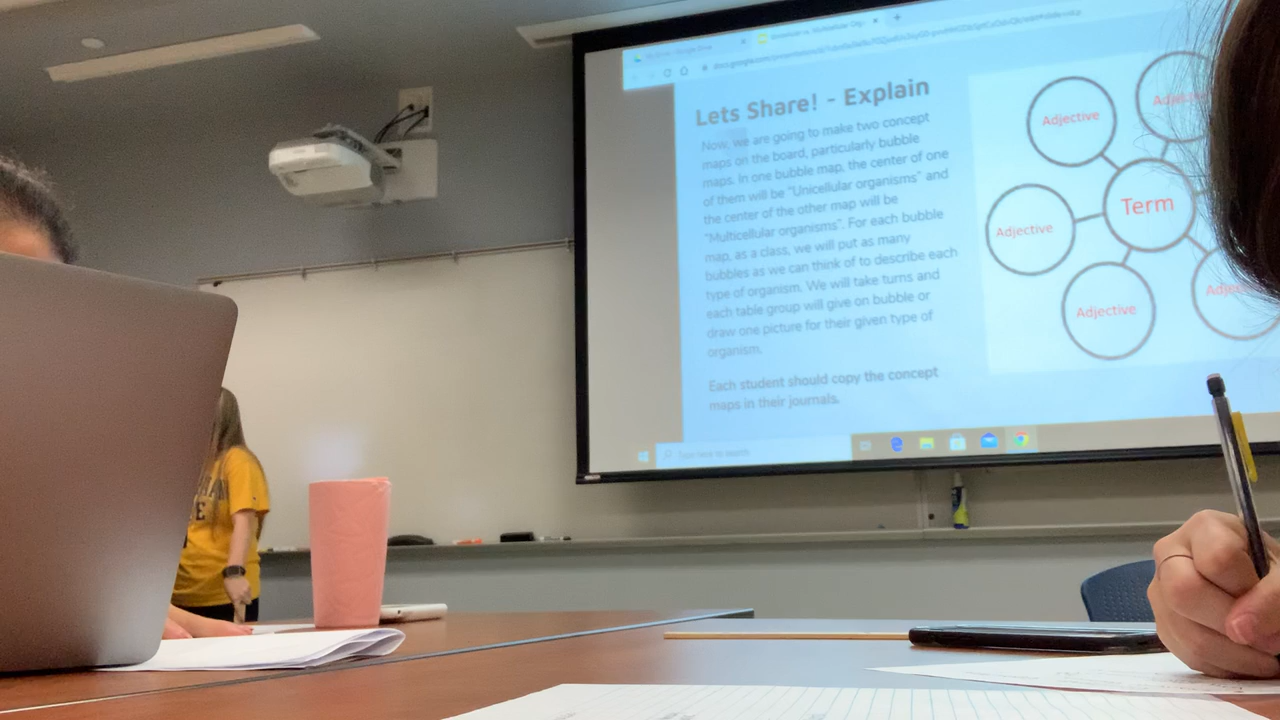 Lets Share! - Explain
Now, we are going to make two concept
maps on the board, particularly bubble
maps. In one bubble map, the center of one
of them will be "Unicellular organisms" and
the center of the other map will be
"Multicellular organisms". For each bubble
map, as a class, we will put as many
bubbles as we can think of to describe each
type of organism. We will take turns and
each table group will give on bubble or
draw one picture for their given type of
organism.
Each student should copy the concept
maps in their journals.
Adjective
Adjective
Term
Adjective
Adjective
Type here to search